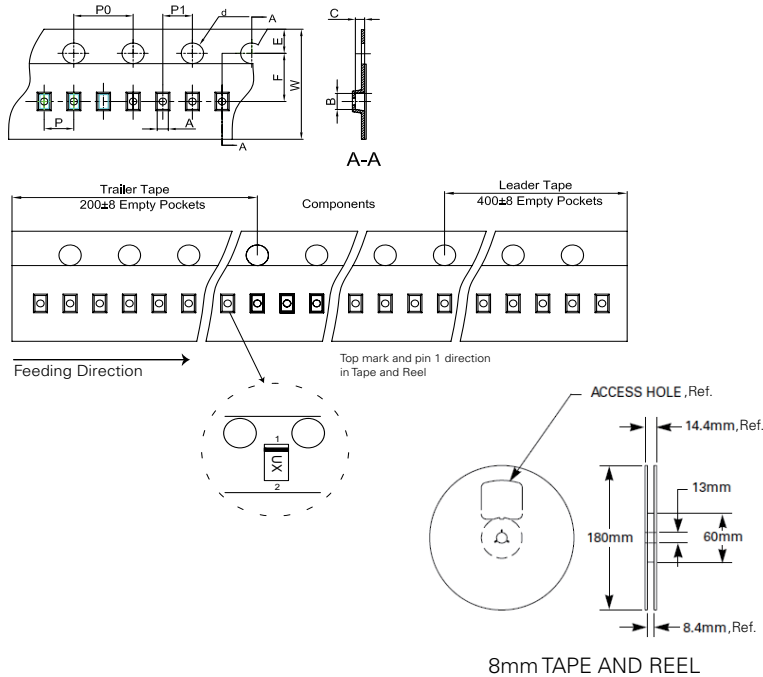 P0
P1
d
A
C
E
F
W
B
P
A
A
A-A
Trailer Tape
200±8 Empty Pockets
Components
Leader Tape
400±8 Empty Pockets
Feeding Direction
Top mark and pin 1 direction
in Tape and Reel
1
UX
2
ACCESS HOLE, Ref.
14.4mm, Ref.
13mm
180mm
60mm
8.4mm, Ref.
8mm TAPE AND REEL